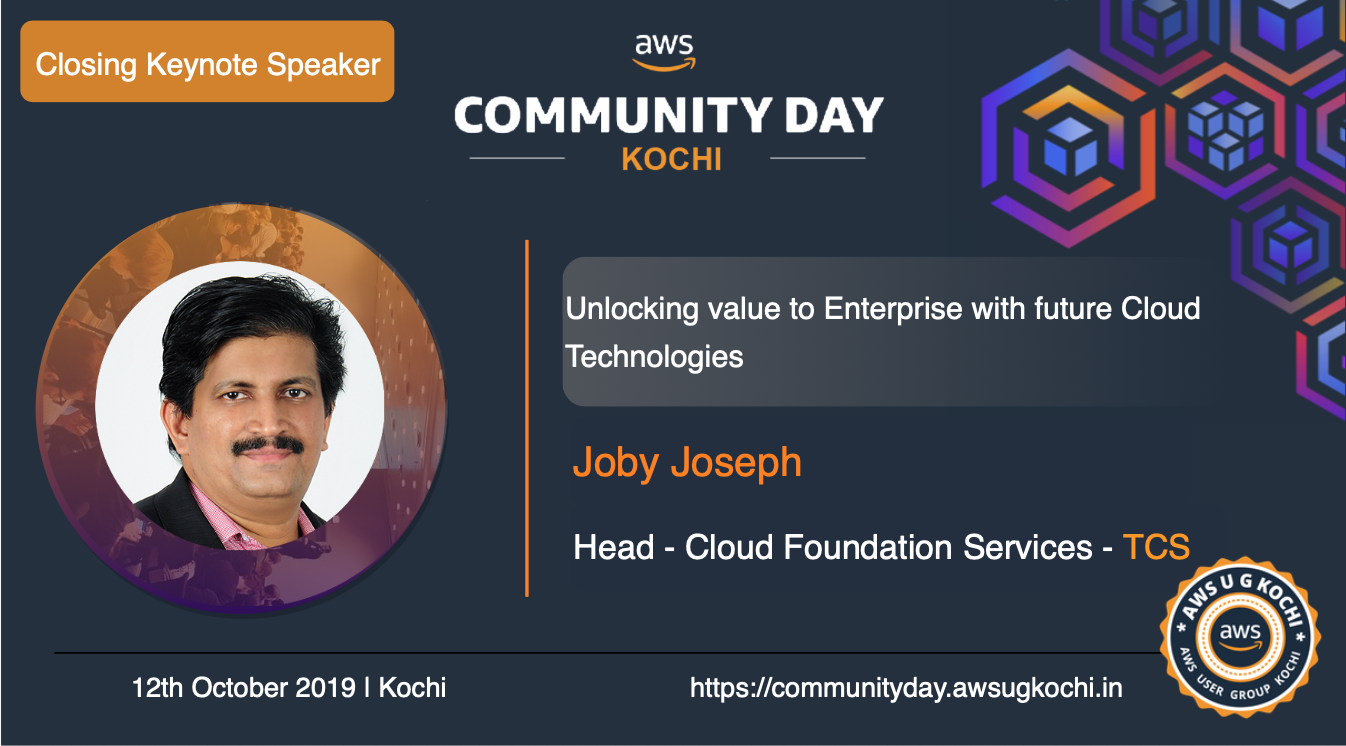 Closing Keynote Speaker
aws
COMMUNITY DAY
KOCHI
Unlocking value to Enterprise with future Cloud
Technologies
Joby Joseph
Head - Cloud Foundation Services - TCS
12th October 2019 | Kochi
https://communityday.awsugkochi.in
* AWS U G KOCHI *
aws
AWS USER GROUP KOCHI